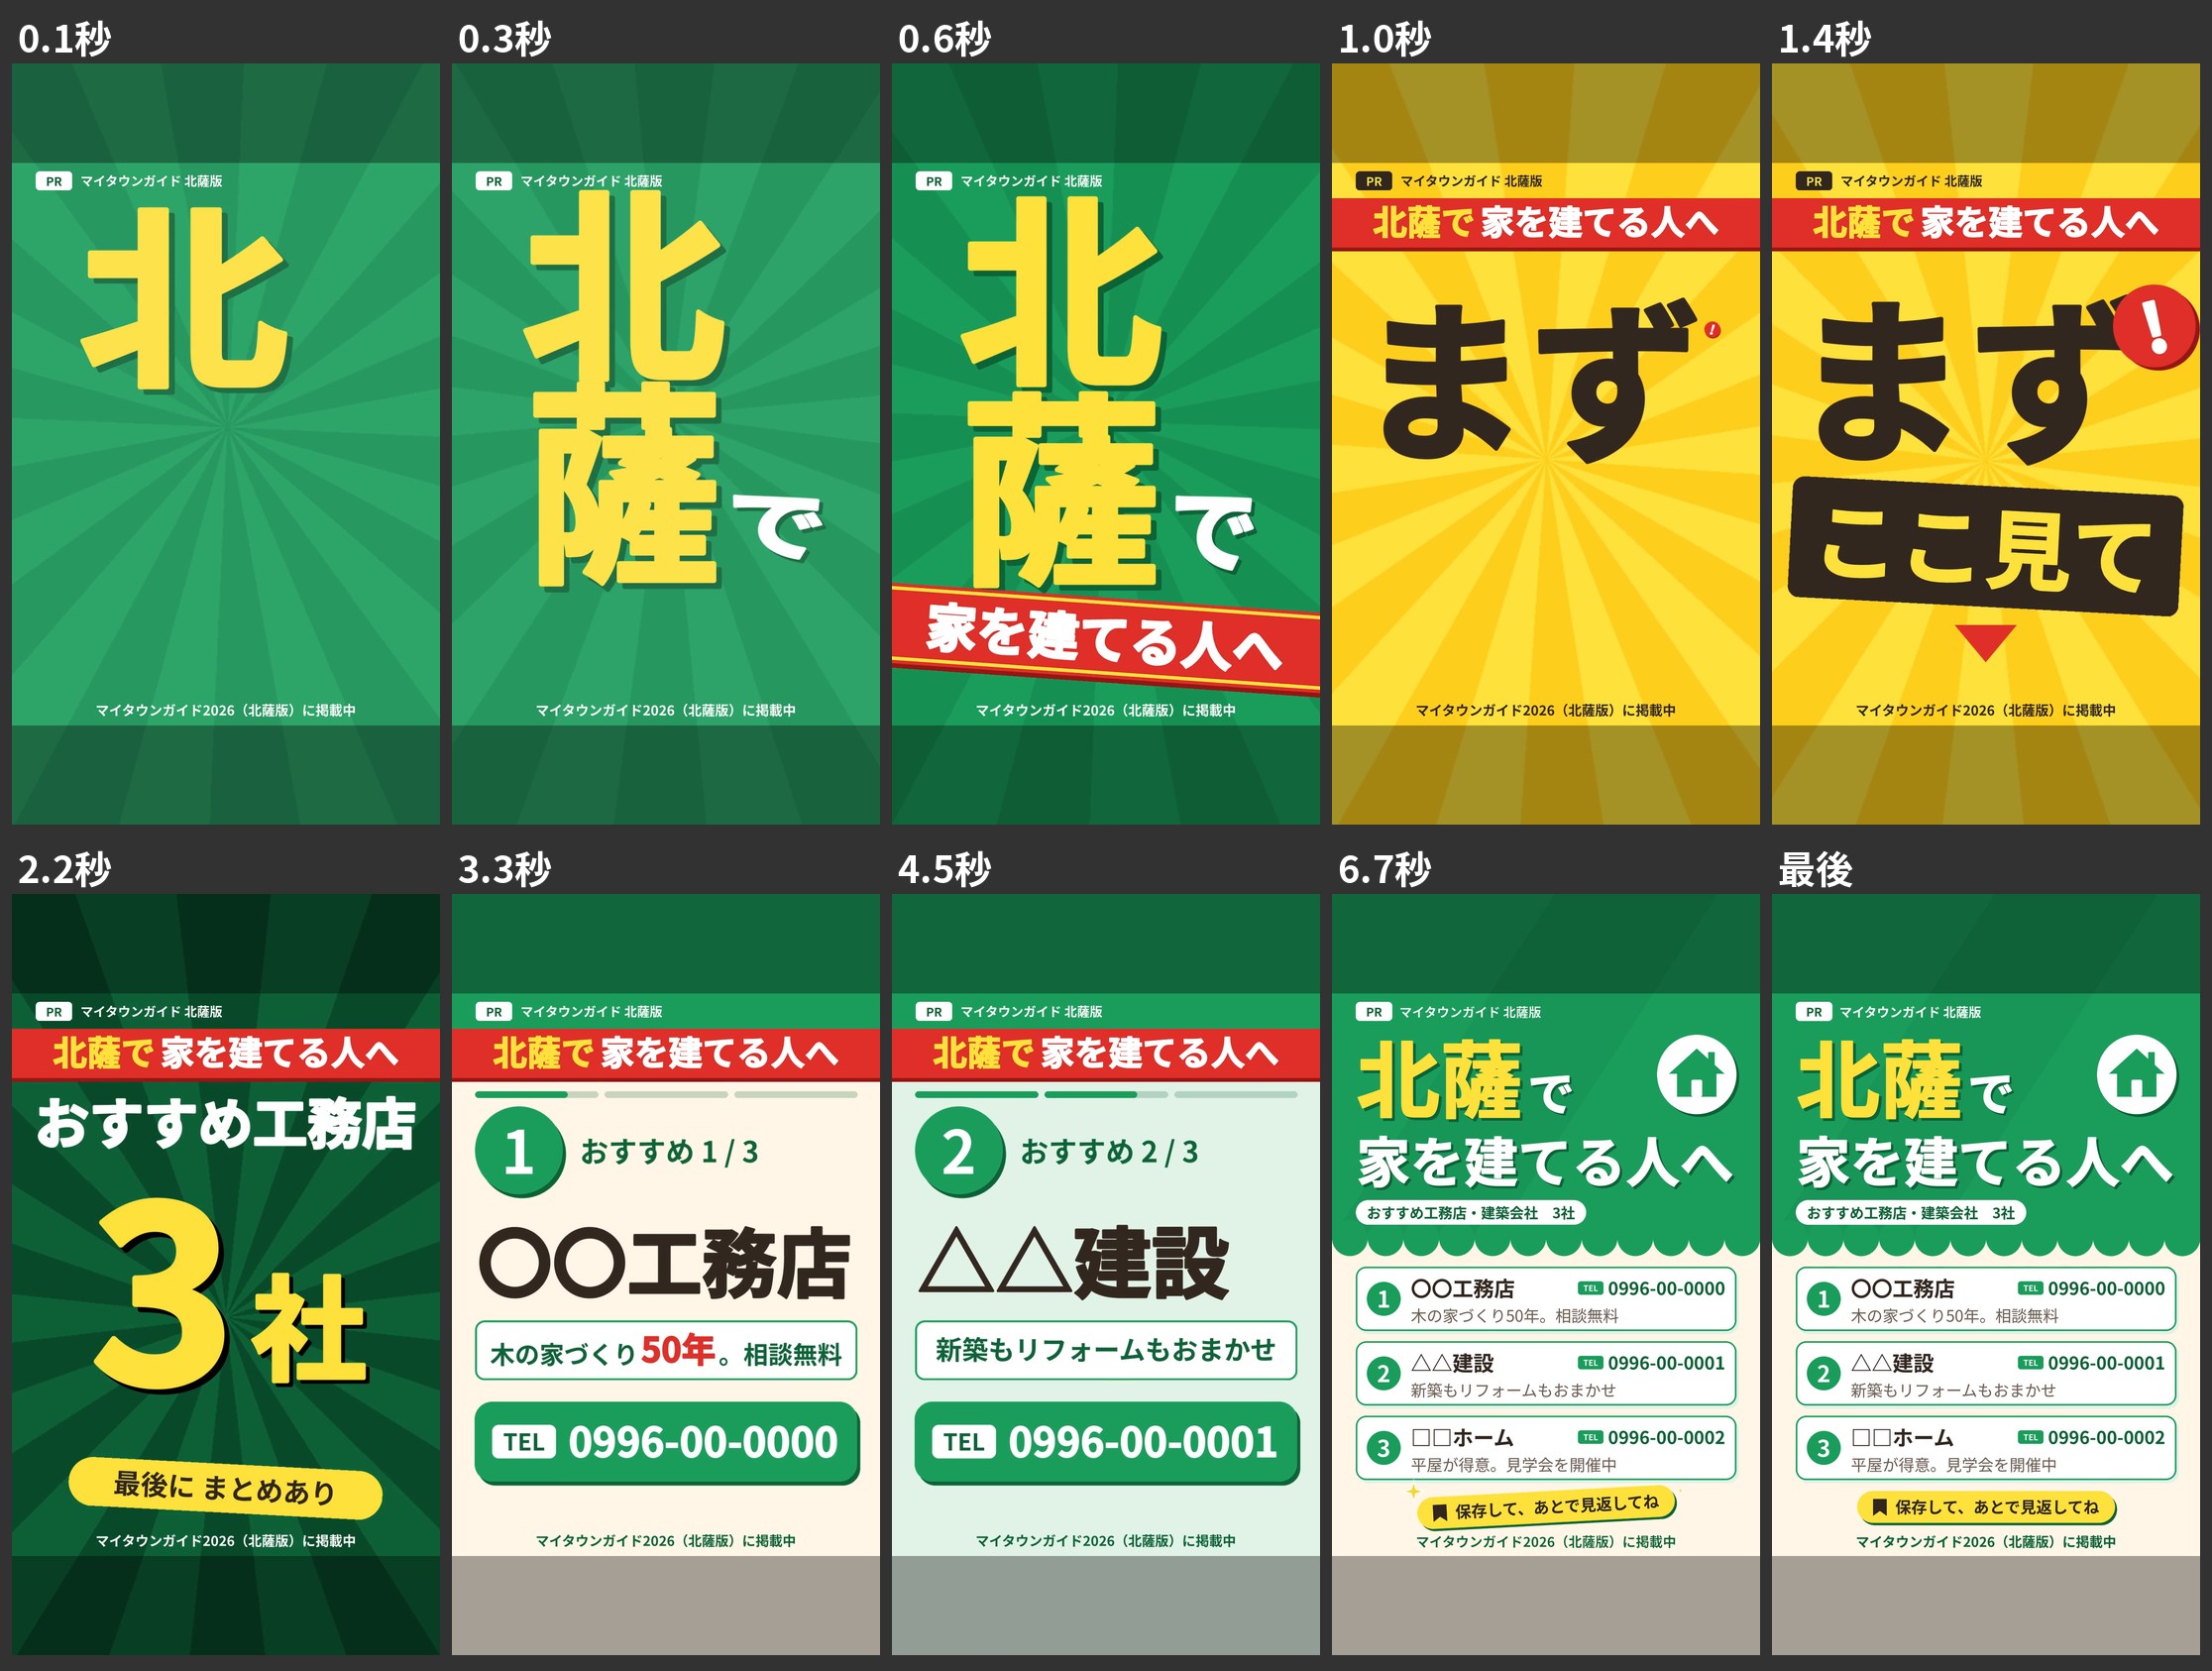 0.1秒
PR マイタウンガイド 北薩版
北
マイタウンガイド2026（北薩版）に掲載中
0.3秒
PR マイタウンガイド 北薩版
北
薩で
マイタウンガイド2026（北薩版）に掲載中
0.6秒
PR マイタウンガイド 北薩版
北
薩で
家を建てる人へ
マイタウンガイド2026（北薩版）に掲載中
1.0秒
PR マイタウンガイド 北薩版
北薩で 家を建てる人へ
まず!
マイタウンガイド2026（北薩版）に掲載中
1.4秒
PR マイタウンガイド 北薩版
北薩で 家を建てる人へ
まず!
ここ見て
マイタウンガイド2026（北薩版）に掲載中
2.2秒
PR マイタウンガイド 北薩版
北薩で 家を建てる人へ
おすすめ工務店
3社
最後に まとめあり
マイタウンガイド2026（北薩版）に掲載中
3.3秒
PR マイタウンガイド 北薩版
北薩で 家を建てる人へ
1 おすすめ 1 / 3
〇〇工務店
木の家づくり50年。相談無料
TEL 0996-00-0000
マイタウンガイド2026（北薩版）に掲載中
4.5秒
PR マイタウンガイド 北薩版
北薩で 家を建てる人へ
2 おすすめ 2 / 3
△△建設
新築もリフォームもおまかせ
TEL 0996-00-0001
マイタウンガイド2026（北薩版）に掲載中
6.7秒
PR マイタウンガイド 北薩版
北薩で
家を建てる人へ
おすすめ工務店・建築会社　3社
1 〇〇工務店 TEL 0996-00-0000
木の家づくり50年。相談無料
2 △△建設 TEL 0996-00-0001
新築もリフォームもおまかせ
3 □□ホーム TEL 0996-00-0002
平屋が得意。見学会を開催中
保存して、あとで見返してね
マイタウンガイド2026（北薩版）に掲載中
最後
PR マイタウンガイド 北薩版
北薩で
家を建てる人へ
おすすめ工務店・建築会社　3社
1 〇〇工務店 TEL 0996-00-0000
木の家づくり50年。相談無料
2 △△建設 TEL 0996-00-0001
新築もリフォームもおまかせ
3 □□ホーム TEL 0996-00-0002
平屋が得意。見学会を開催中
保存して、あとで見返してね
マイタウンガイド2026（北薩版）に掲載中